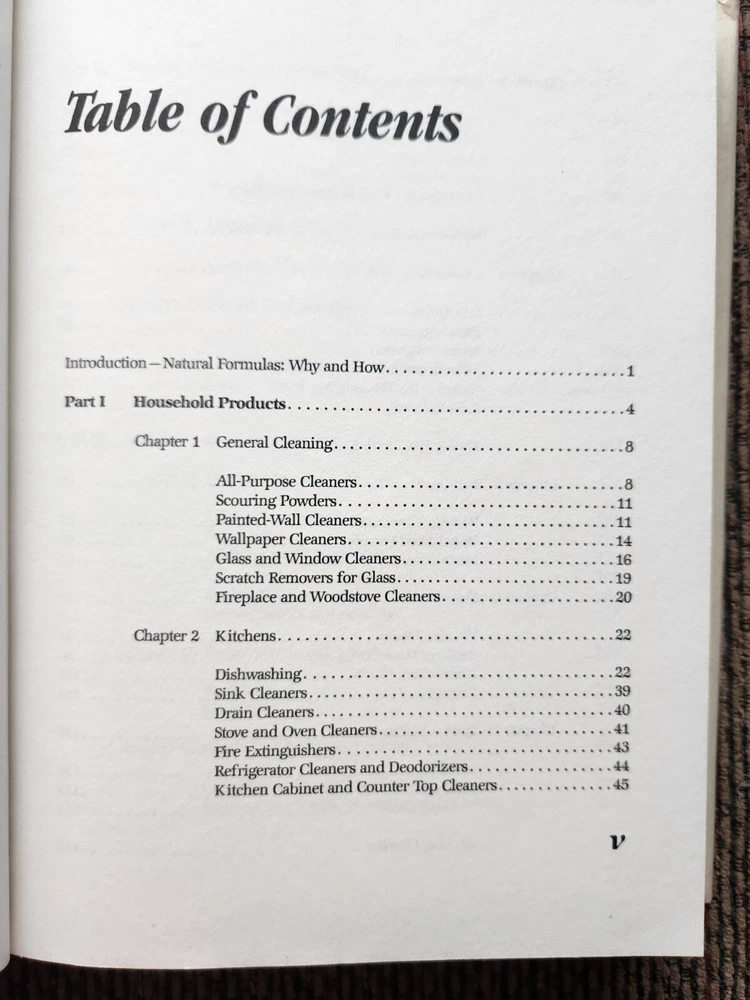 Table of Contents
Introduction — Natural Formulas: Why and How. . . . . . . . . . . . . . . . . . . . . . . . . . .1
Part I Household Products. . . . . . . . . . . . . . . . . . . . . . . . . . . . . . . . . . . . . .4
Chapter 1 General Cleaning. . . . . . . . . . . . . . . . . . . . . . . . . . . . . . . . .8
All-Purpose Cleaners. . . . . . . . . . . . . . . . . . . . . . . . . . . . . .8
Scouring Powders. . . . . . . . . . . . . . . . . . . . . . . . . . . . . . . .11
Painted-Wall Cleaners. . . . . . . . . . . . . . . . . . . . . . . . . . . . .11
Wallpaper Cleaners. . . . . . . . . . . . . . . . . . . . . . . . . . . . . . .14
Glass and Window Cleaners. . . . . . . . . . . . . . . . . . . . . . . . .16
Scratch Removers for Glass. . . . . . . . . . . . . . . . . . . . . . . . .19
Fireplace and Woodstove Cleaners. . . . . . . . . . . . . . . . . . . .20
Chapter 2 Kitchens. . . . . . . . . . . . . . . . . . . . . . . . . . . . . . . . . . . . . . .22
Dishwashing. . . . . . . . . . . . . . . . . . . . . . . . . . . . . . . . . . . .22
Sink Cleaners. . . . . . . . . . . . . . . . . . . . . . . . . . . . . . . . . . .39
Drain Cleaners. . . . . . . . . . . . . . . . . . . . . . . . . . . . . . . . . .40
Stove and Oven Cleaners. . . . . . . . . . . . . . . . . . . . . . . . . . .41
Fire Extinguishers. . . . . . . . . . . . . . . . . . . . . . . . . . . . . . . .43
Refrigerator Cleaners and Deodorizers. . . . . . . . . . . . . . . . .44
Kitchen Cabinet and Counter Top Cleaners. . . . . . . . . . . . .45
v